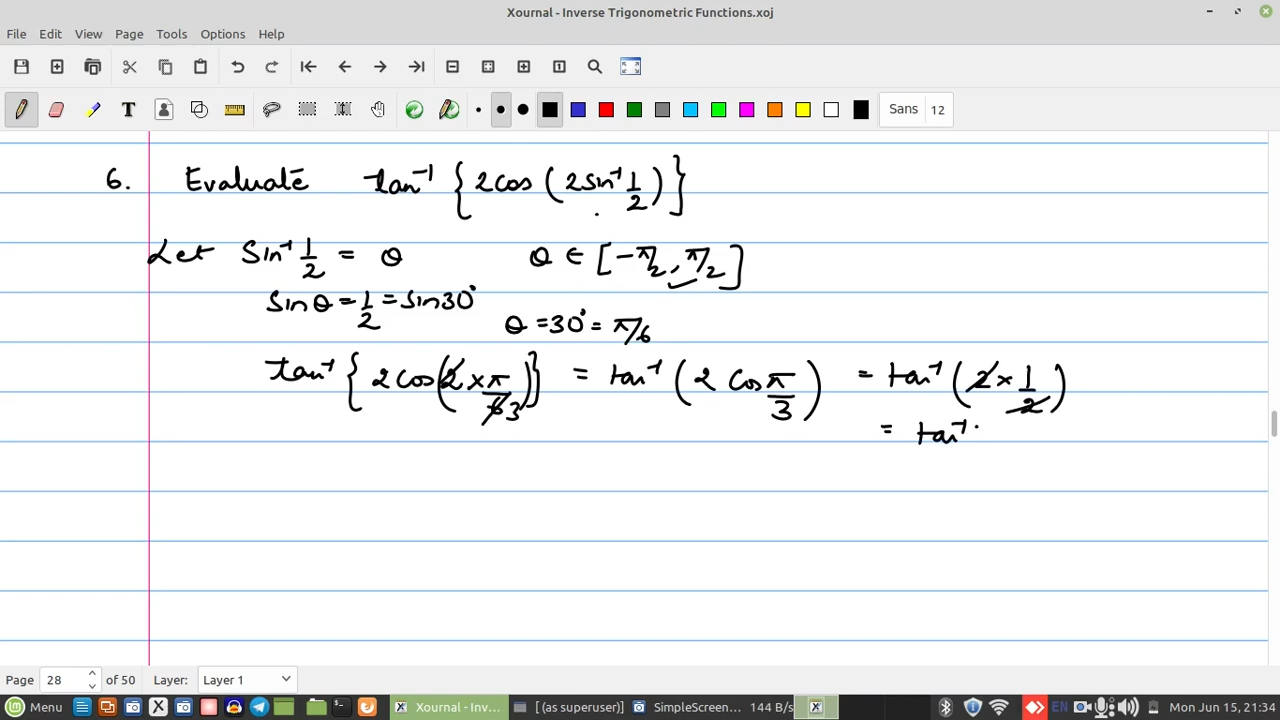 Xournal - Inverse Trigonometric Functions.xoj
File Edit View Page Tools Options Help
Sans 12
6. Evaluate tan⁻¹ {2cos (2sin⁻¹ 1/2)}
Let Sin⁻¹ 1/2 = θ θ ∈ [-π/2, π/2]
Sinθ = 1/2 = Sin30°
θ = 30° = π/6
tan⁻¹ {2cos(2 × π/6 3)} = tan⁻¹ (2 Cos π/3) = tan⁻¹ (2 × 1/2)
= tan⁻¹
Page 28 of 50 Layer: Layer 1
Menu Xournal - Inv... [(as superuser)] SimpleScreen... 144 B/s EN Mon Jun 15, 21:34